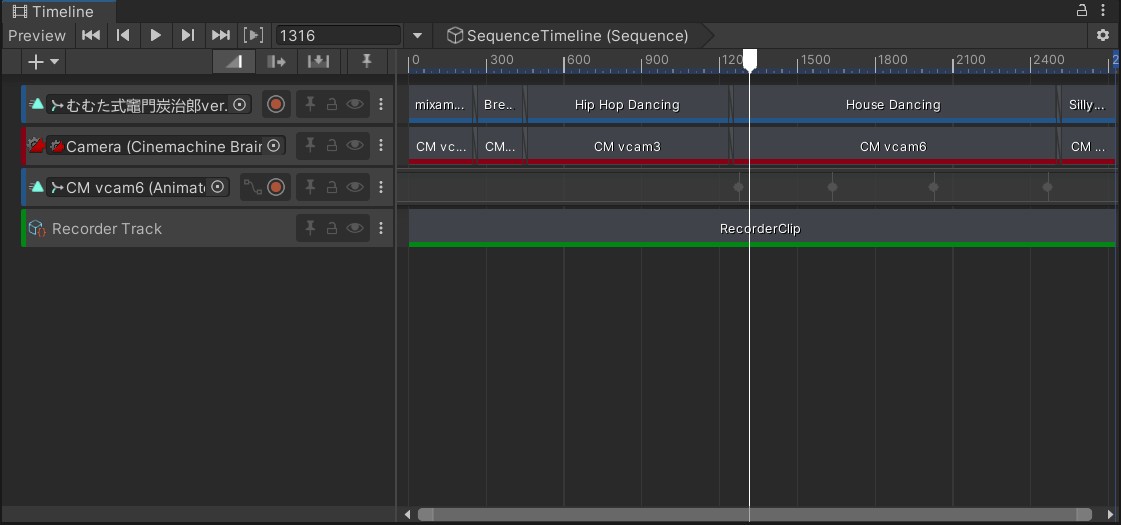 Timeline
Preview 1316 SequenceTimeline (Sequence)
0 300 600 900 1200 1500 1800 2100 2400
むむた式竈門炭治郎ver. mixam... Bre.. Hip Hop Dancing House Dancing Silly...
Camera (Cinemachine Brain CM vc... CM... CM vcam3 CM vcam6 CM ...
CM vcam6 (Animato
Recorder Track RecorderClip